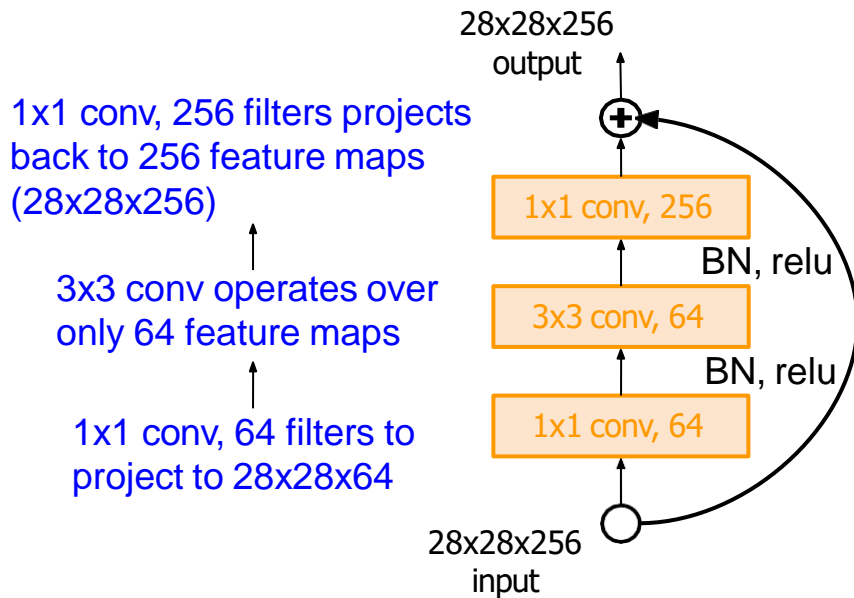 28x28x256
output
1x1 conv, 256 filters projects
back to 256 feature maps
(28x28x256)
3x3 conv operates over
only 64 feature maps
1x1 conv, 64 filters to
project to 28x28x64
1x1 conv, 256
BN, relu
3x3 conv, 64
BN, relu
1x1 conv, 64
28x28x256
input